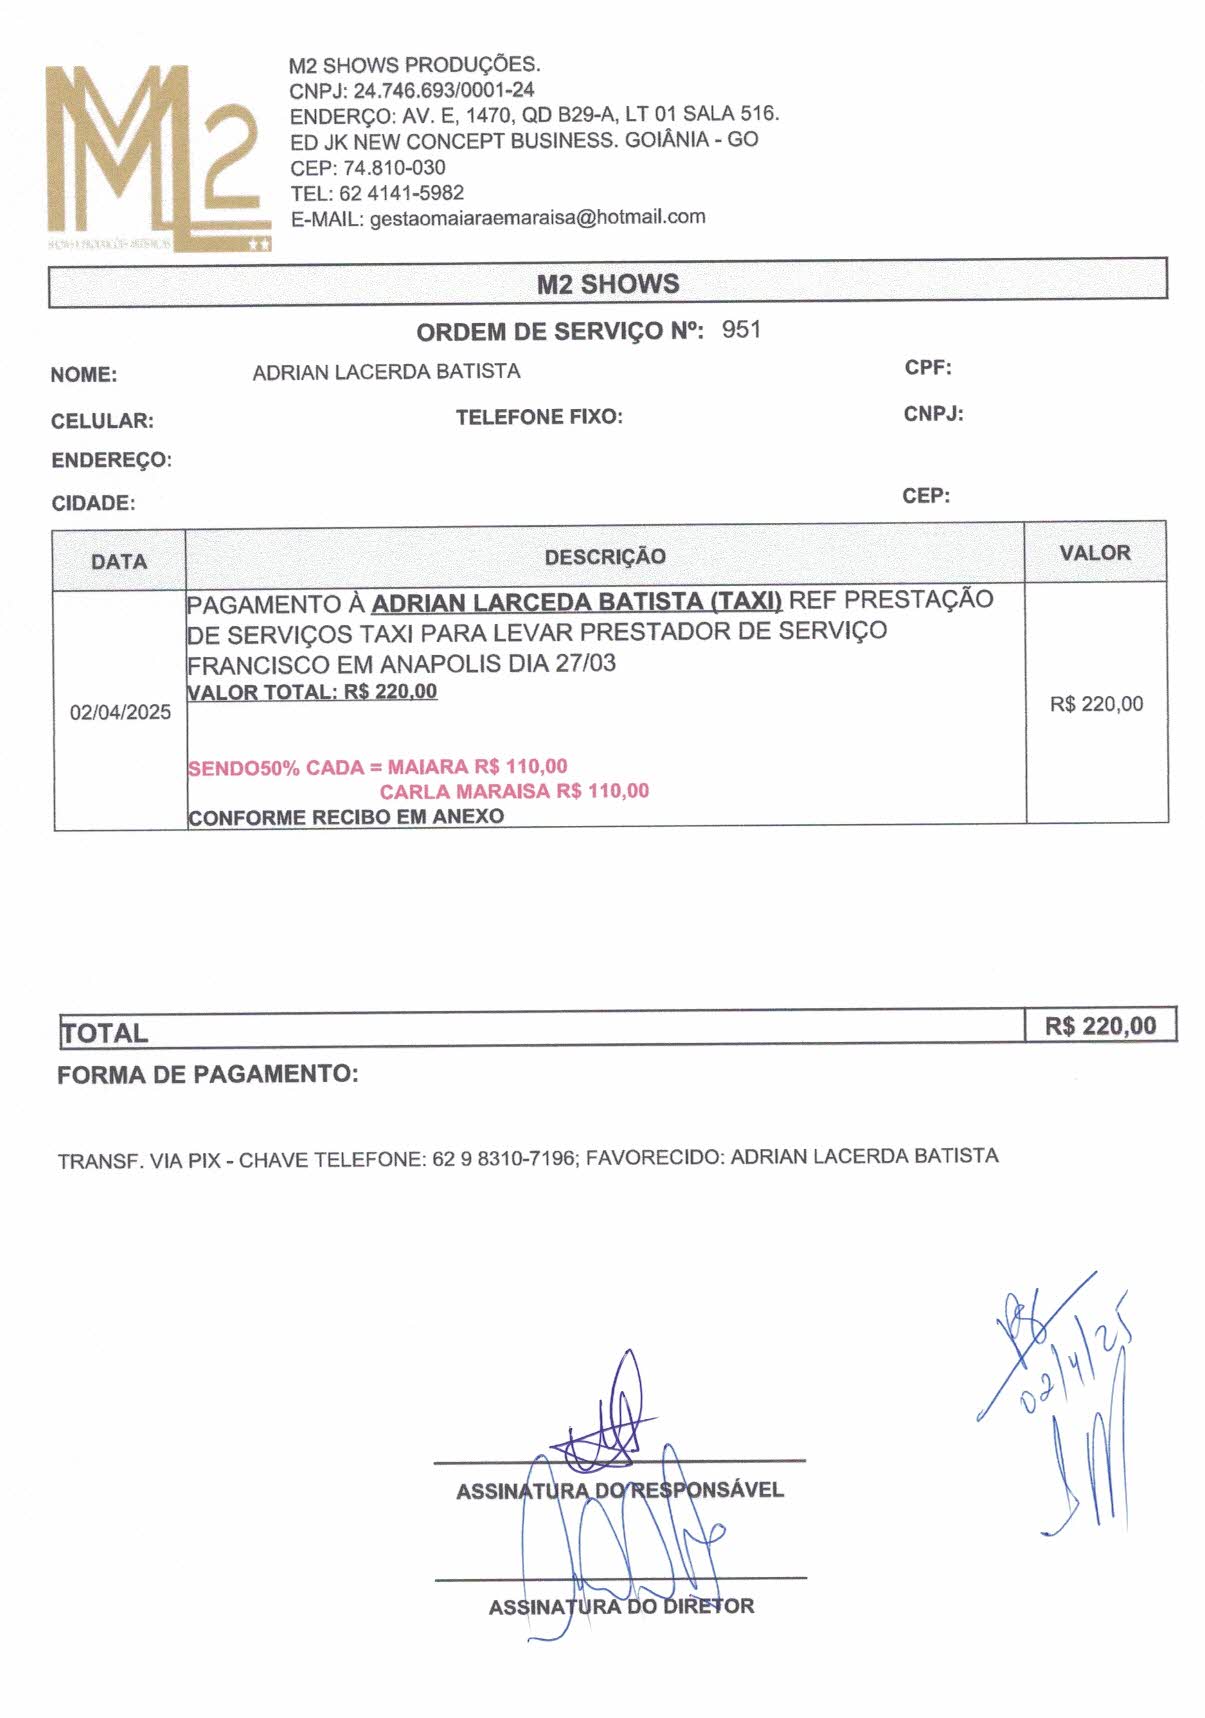 M2 SHOWS PRODUÇÕES.
CNPJ: 24.746.693/0001-24
ENDERÇO: AV. E, 1470, QD B29-A, LT 01 SALA 516.
ED JK NEW CONCEPT BUSINESS. GOIÂNIA - GO
CEP: 74.810-030
TEL: 62 4141-5982
E-MAIL: gestaomaiaraemaraisa@hotmail.com
M2
M2 SHOWS
ORDEM DE SERVIÇO Nº: 951
NOME: ADRIAN LACERDA BATISTA CPF:
CELULAR: TELEFONE FIXO: CNPJ:
ENDEREÇO:
CIDADE: CEP:
DATA DESCRIÇÃO VALOR
PAGAMENTO À ADRIAN LARCEDA BATISTA (TAXI) REF PRESTAÇÃO
DE SERVIÇOS TAXI PARA LEVAR PRESTADOR DE SERVIÇO
FRANCISCO EM ANAPOLIS DIA 27/03
VALOR TOTAL: R$ 220,00
02/04/2025 R$ 220,00
SENDO50% CADA = MAIARA R$ 110,00
CARLA MARAISA R$ 110,00
CONFORME RECIBO EM ANEXO
TOTAL R$ 220,00
FORMA DE PAGAMENTO:
TRANSF. VIA PIX - CHAVE TELEFONE: 62 9 8310-7196; FAVORECIDO: ADRIAN LACERDA BATISTA
02/4/25
ASSINATURA DO RESPONSÁVEL
ASSINATURA DO DIRETOR